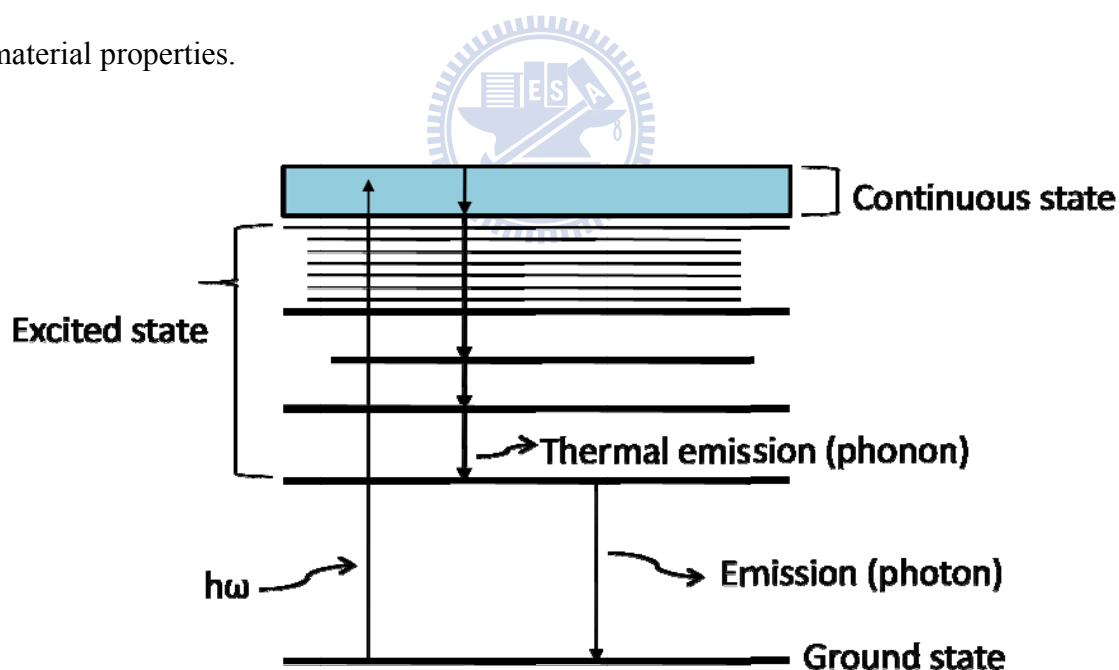 material properties.
E S A
Continuous state
Excited state
Thermal emission (phonon)
hω
Emission (photon)
Ground state